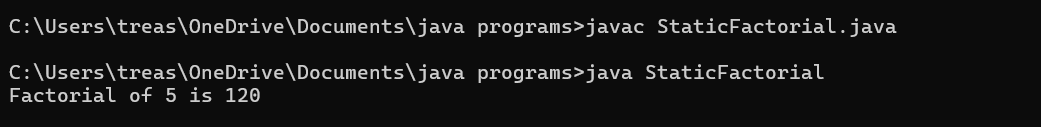 C:\Users\treas\OneDrive\Documents\java programs>javac StaticFactorial.java
C:\Users\treas\OneDrive\Documents\java programs>java StaticFactorial
Factorial of 5 is 120